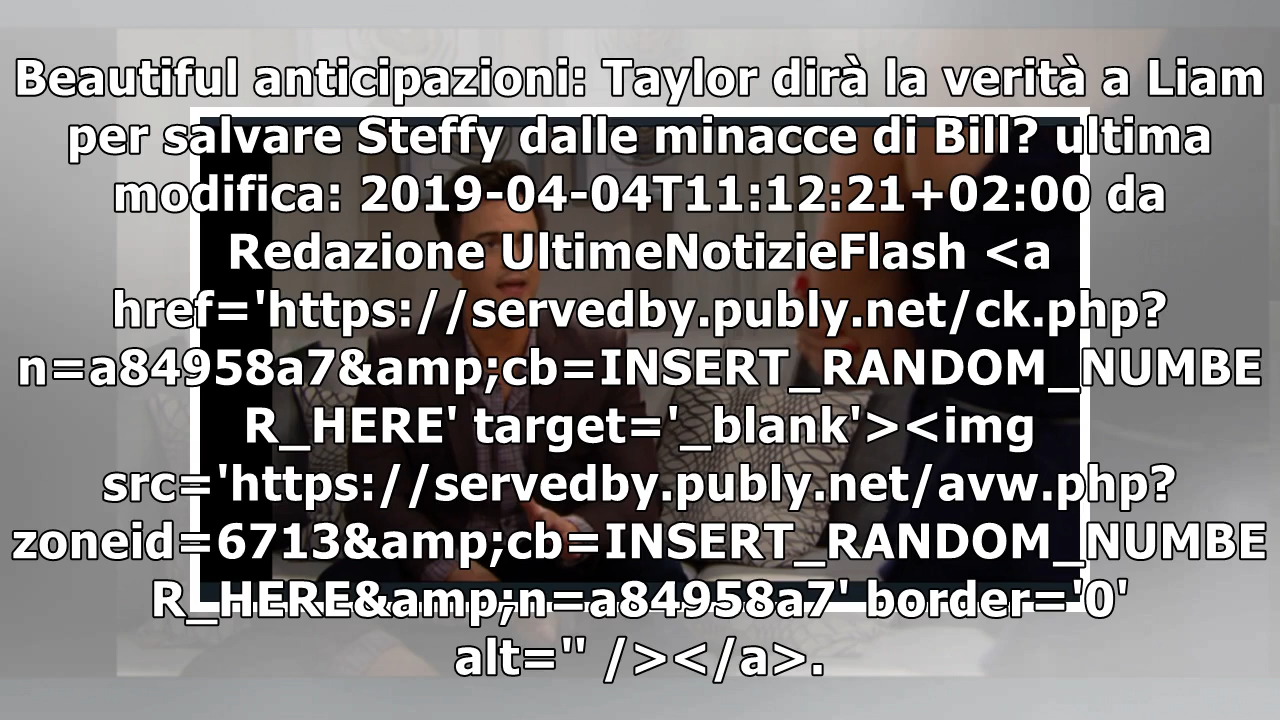 Beautiful anticipazioni: Taylor dirà la verità a Liam
per salvare Steffy dalle minacce di Bill? ultima
modifica: 2019-04-04T11:12:21+02:00 da
Redazione UltimeNotizieFlash <a
href='https://servedby.publy.net/ck.php?
n=a84958a7&amp;cb=INSERT_RANDOM_NUMBE
R_HERE' target='_blank'><img
src='https://servedby.publy.net/avw.php?
zoneid=6713&amp;cb=INSERT_RANDOM_NUMBE
R_HERE&amp;n=a84958a7' border='0'
alt='' /></a>.